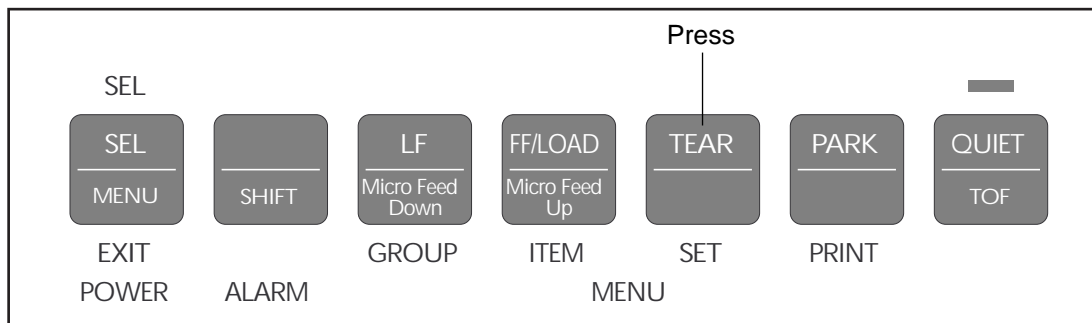 Press
SEL
SEL
MENU
SHIFT
LF
Micro Feed
Down
FF/LOAD
Micro Feed
Up
TEAR
PARK
QUIET
TOF
EXIT GROUP ITEM SET PRINT
POWER ALARM MENU